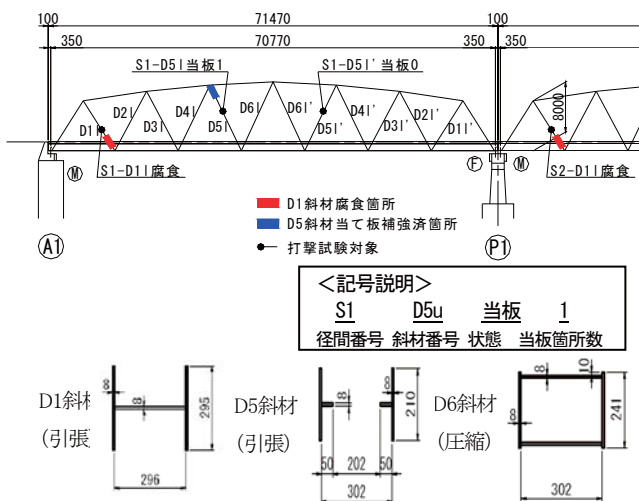 100 71470 100
350 70770 350 350
S1-D5l当板1 S1-D5l'当板0
D1l D2l D3l D4l D5l D6l D6l' D5l' D4l' D3l' D2l' D1l' 8000
S1-D1l腐食 S2-D1l腐食
M F M
D1斜材腐食箇所
D5斜材当て板補強済箇所
打撃試験対象
A1 P1
<記号説明>
S1 D5u 当板 1
径間番号 斜材番号 状態 当板箇所数
D1斜材
(引張)
8 8 295
296
D5斜材
(引張)
8 8 210
50 202 50
302
D6斜材
(圧縮)
8 10 8 241
302